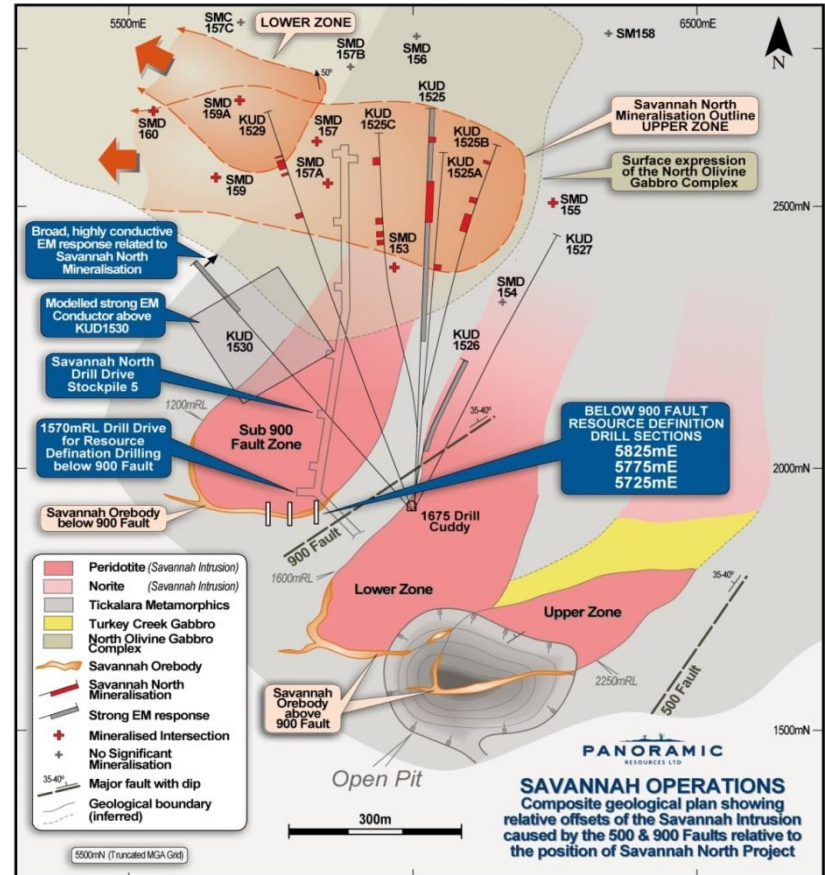 5500mE
6500mE
SMC
157C
LOWER ZONE
SMD
157B
SMD
156
SM158
N
50°
SMD
160
SMD
159A
KUD
1529
SMD
157
KUD
1525C
KUD
1525
KUD
1525B
KUD
1525A
Savannah North
Mineralisation Outline
UPPER ZONE
Surface expression
of the North Olivine
Gabbro Complex
SMD
159
SMD
157A
2500mN
SMD
155
KUD
1527
SMD
153
SMD
154
Broad, highly conductive
EM response related to
Savannah North
Mineralisation
Modelled strong EM
Conductor above
KUD1530
KUD
1530
KUD
1526
Savannah North
Drill Drive
Stockpile 5
1200mRL
Sub 900
Fault Zone
35-40°
1570mRL Drill Drive
for Resource
Defination Drilling
below 900 Fault
BELOW 900 FAULT
RESOURCE DEFINITION
DRILL SECTIONS
5825mE
5775mE
5725mE
2000mN
Savannah Orebody
below 900 Fault
900 Fault
1675 Drill
Cuddy
1600mRL
Lower Zone
Upper Zone
35-40°
2250mRL
500 Fault
Savannah
Orebody
above
900 Fault
1500mN
Open Pit
300m
Peridotite (Savannah Intrusion)
Norite (Savannah Intrusion)
Tickalara Metamorphics
Turkey Creek Gabbro
North Olivine Gabbro
Complex
Savannah Orebody
Savannah North
Mineralisation
Strong EM response
Mineralised Intersection
No Significant
Mineralisation
35-40° Major fault with dip
Geological boundary
(inferred)
5500mN (Truncated MGA Grid)
PANORAMIC
RESOURCES LTD
SAVANNAH OPERATIONS
Composite geological plan showing
relative offsets of the Savannah Intrusion
caused by the 500 & 900 Faults relative to
the position of Savannah North Project